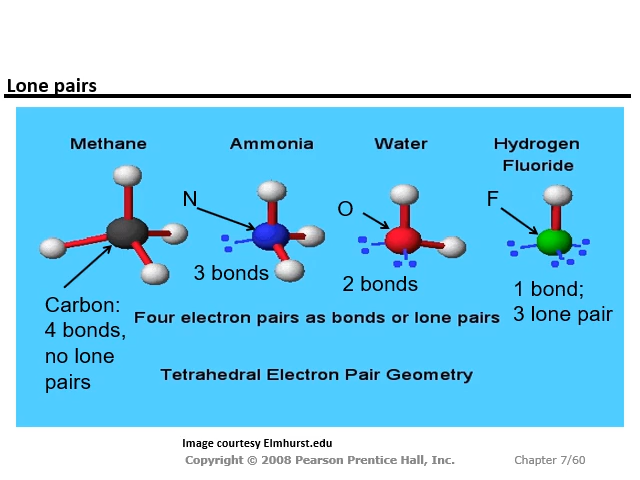 Lone pairs
Methane
Ammonia
Water
Hydrogen
Fluoride
N
O
F
3 bonds
2 bonds
1 bond;
3 lone pair
Carbon:
4 bonds,
no lone
pairs
Four electron pairs as bonds or lone pairs
Tetrahedral Electron Pair Geometry
Image courtesy Elmhurst.edu
Copyright © 2008 Pearson Prentice Hall, Inc.
Chapter 7/60